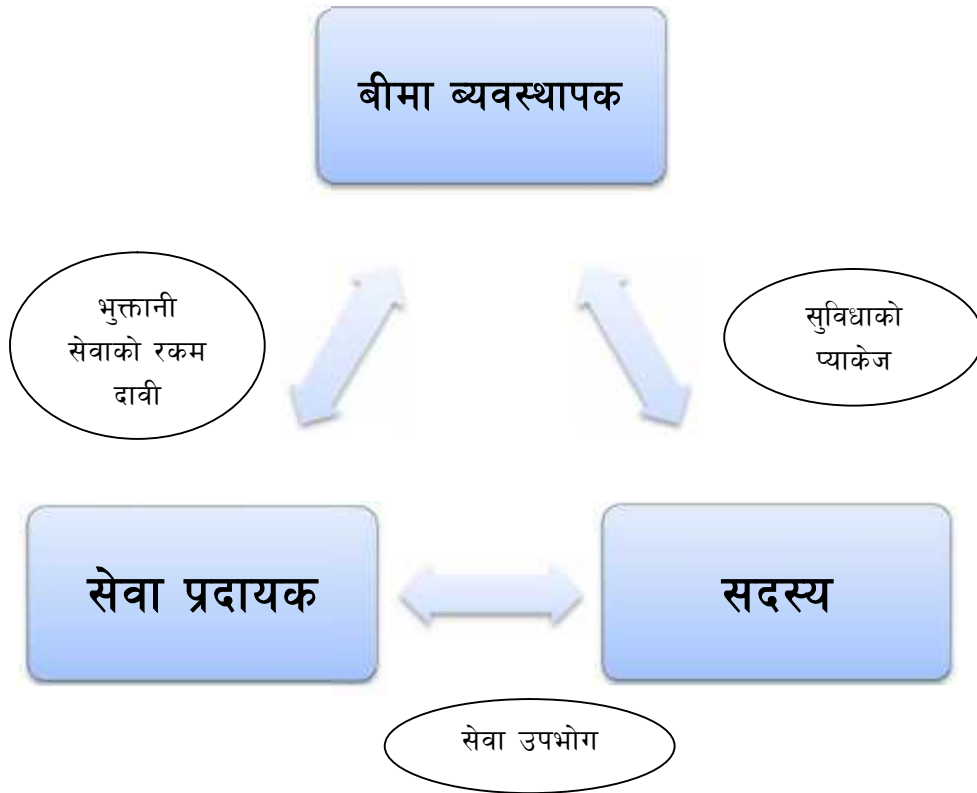 बीमा ब्यवस्थापक
भुक्तानी
सेवाको रकम
दावी
सुविधाको
प्याकेज
सेवा प्रदायक
सदस्य
सेवा उपभोग